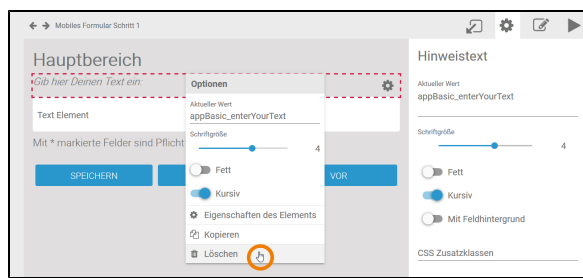 Mobiles Formular Schritt 1
Hauptbereich
Gib hier Deinen Text ein:
Text Element
Mit * markierte Felder sind Pflicht
SPEICHERN
VOR
Optionen
Aktueller Wert
appBasic_enterYourText
Schriftgröße
4
Fett
Kursiv
Eigenschaften des Elements
Kopieren
Löschen
Hinweistext
Aktueller Wert
appBasic_enterYourText
Schriftgröße
4
Fett
Kursiv
Mit Feldhintergrund
CSS Zusatzklassen